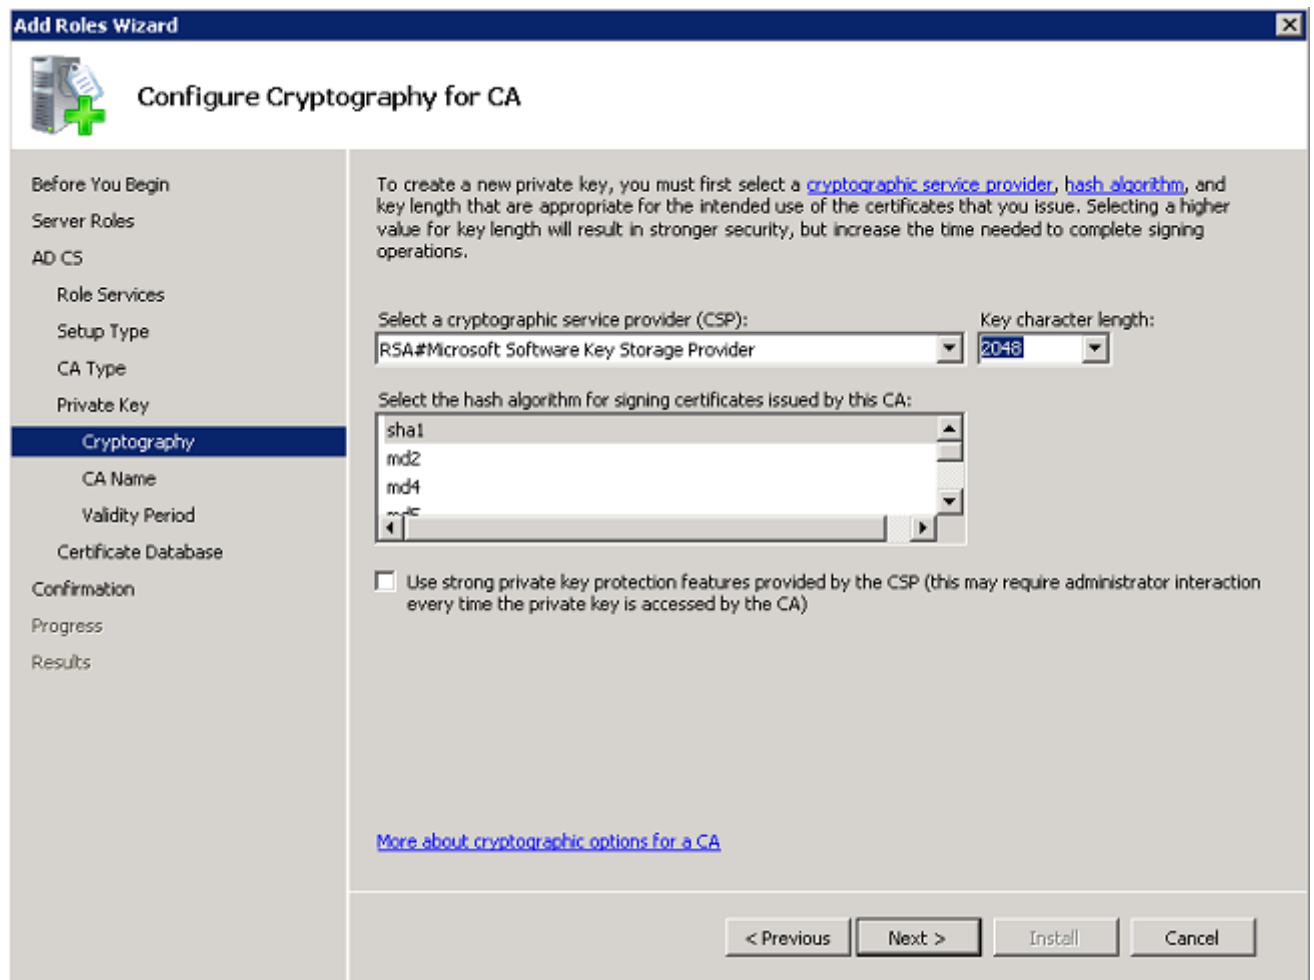 Add Roles Wizard
Configure Cryptography for CA
Before You Begin
Server Roles
AD CS
Role Services
Setup Type
CA Type
Private Key
Cryptography
CA Name
Validity Period
Certificate Database
Confirmation
Progress
Results
To create a new private key, you must first select a cryptographic service provider, hash algorithm, and
key length that are appropriate for the intended use of the certificates that you issue. Selecting a higher
value for key length will result in stronger security, but increase the time needed to complete signing
operations.
Select a cryptographic service provider (CSP):
Key character length:
RSA#Microsoft Software Key Storage Provider
2048
Select the hash algorithm for signing certificates issued by this CA:
sha1
md2
md4
md5
Use strong private key protection features provided by the CSP (this may require administrator interaction
every time the private key is accessed by the CA)
More about cryptographic options for a CA
< Previous
Next >
Install
Cancel